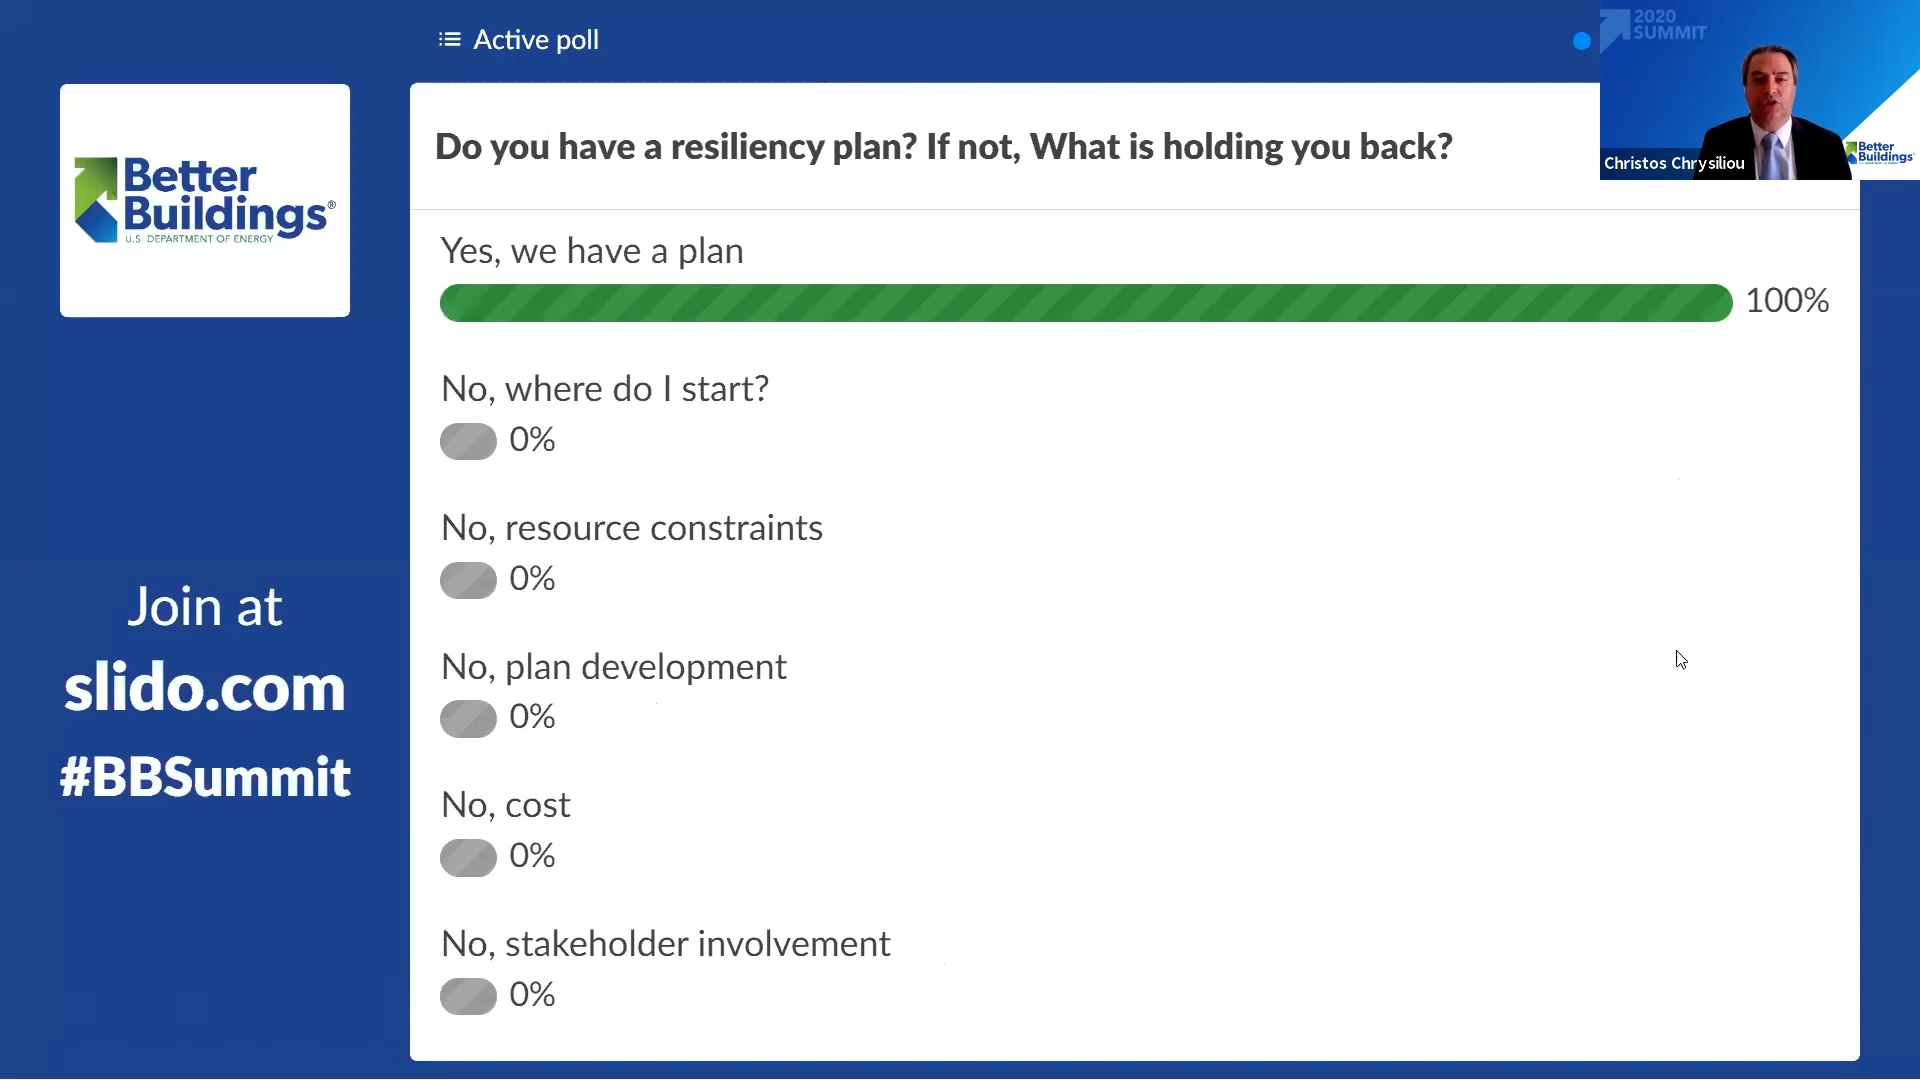 Active poll
2020
SUMMIT
Better
Buildings®
U.S. DEPARTMENT OF ENERGY
Do you have a resiliency plan? If not, What is holding you back?
Christos Chrysiliou
Better
Buildings
Yes, we have a plan
100%
No, where do I start?
0%
No, resource constraints
0%
No, plan development
0%
No, cost
0%
No, stakeholder involvement
0%
Join at
slido.com
#BBSummit